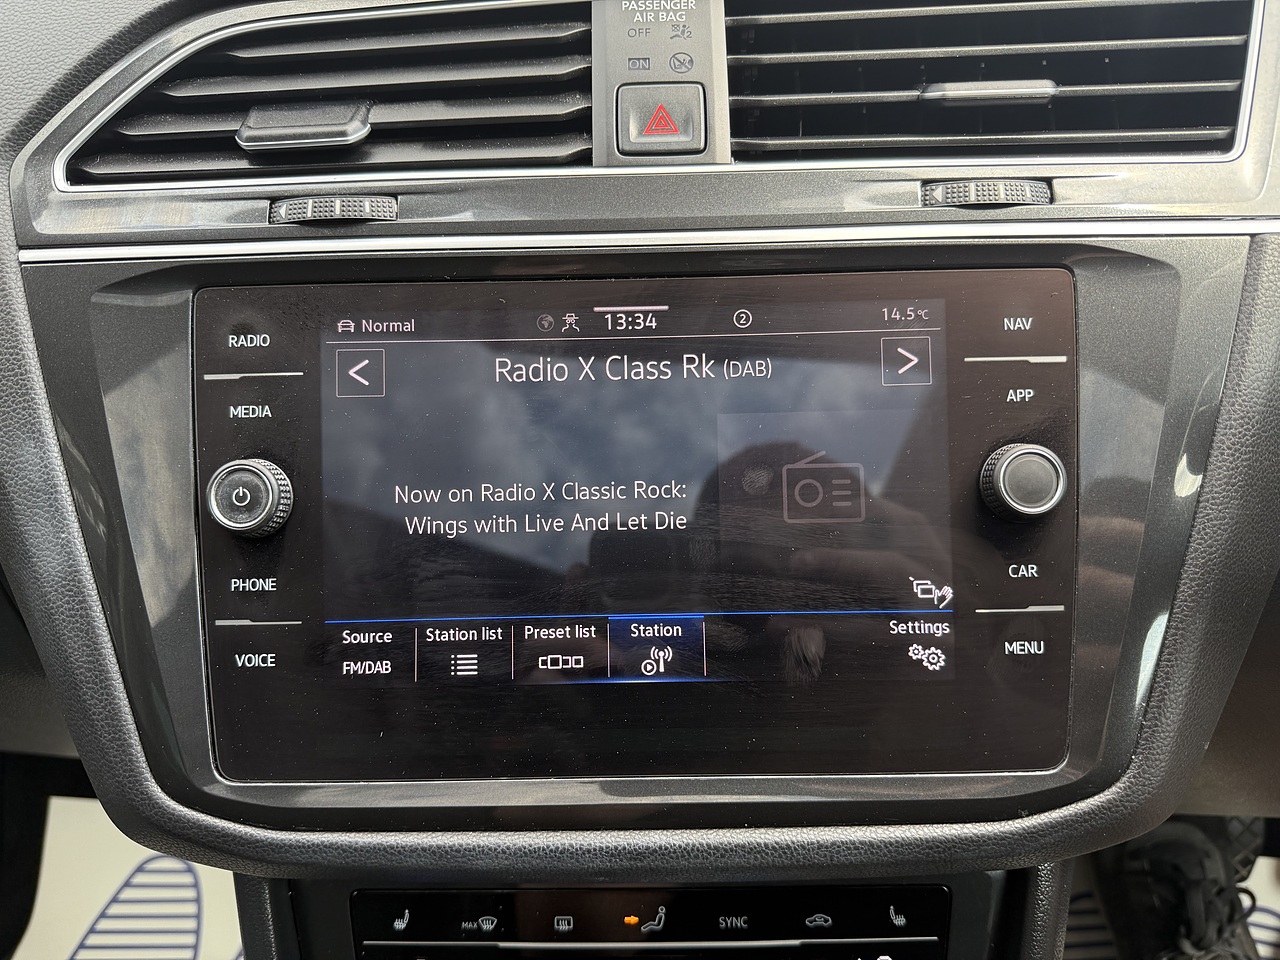 PASSENGER
AIR BAG
OFF
ON
RADIO
MEDIA
PHONE
VOICE
Normal
13:34
2
14.5°C
Radio X Class Rk (DAB)
Now on Radio X Classic Rock:
Wings with Live And Let Die
Source
FM/DAB
Station list
Preset list
Station
Settings
NAV
APP
CAR
MENU
MAX
SYNC